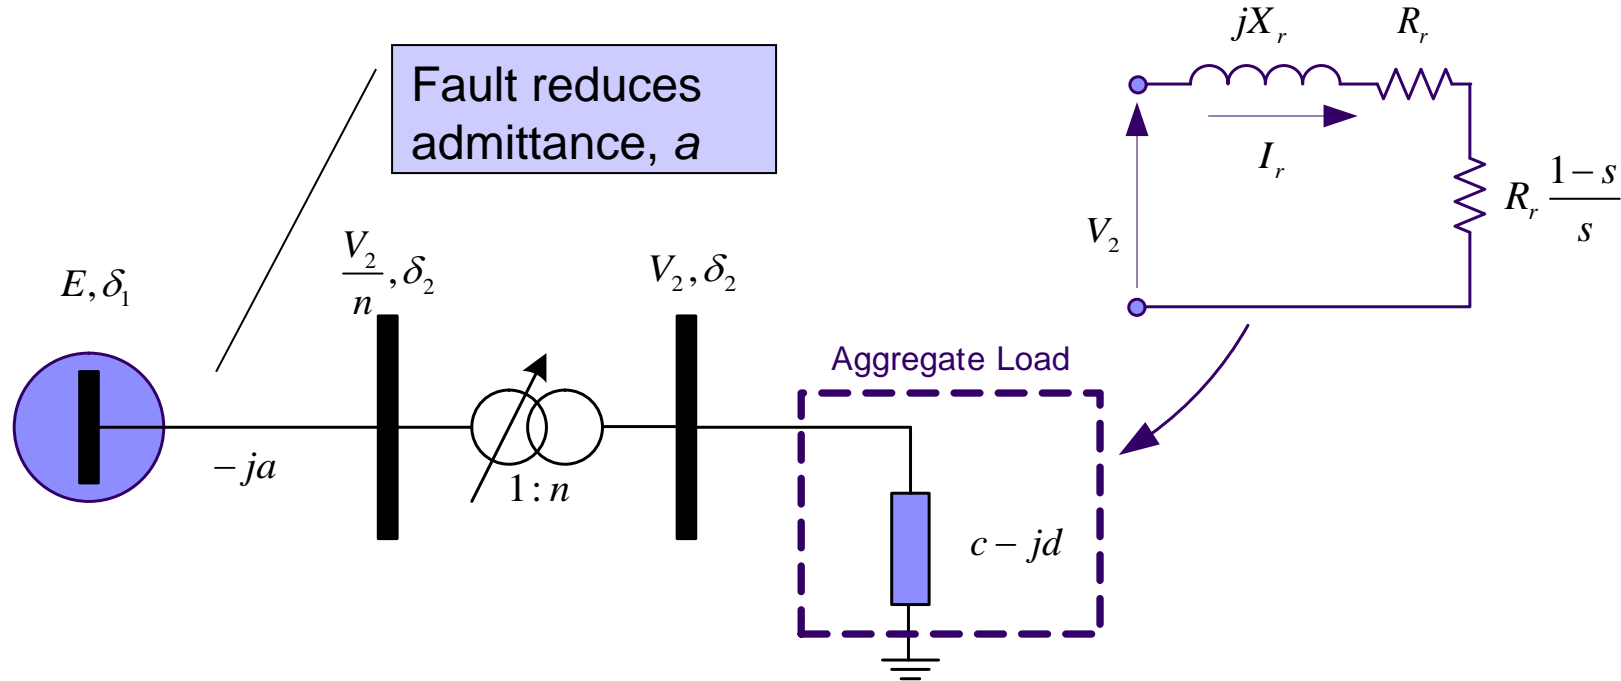 Fault reduces
admittance, a
jX_r
R_r
I_r
V_2
R_r (1-s)/s
E, δ_1
V_2/n, δ_2
V_2, δ_2
Aggregate Load
-ja
1:n
c - jd